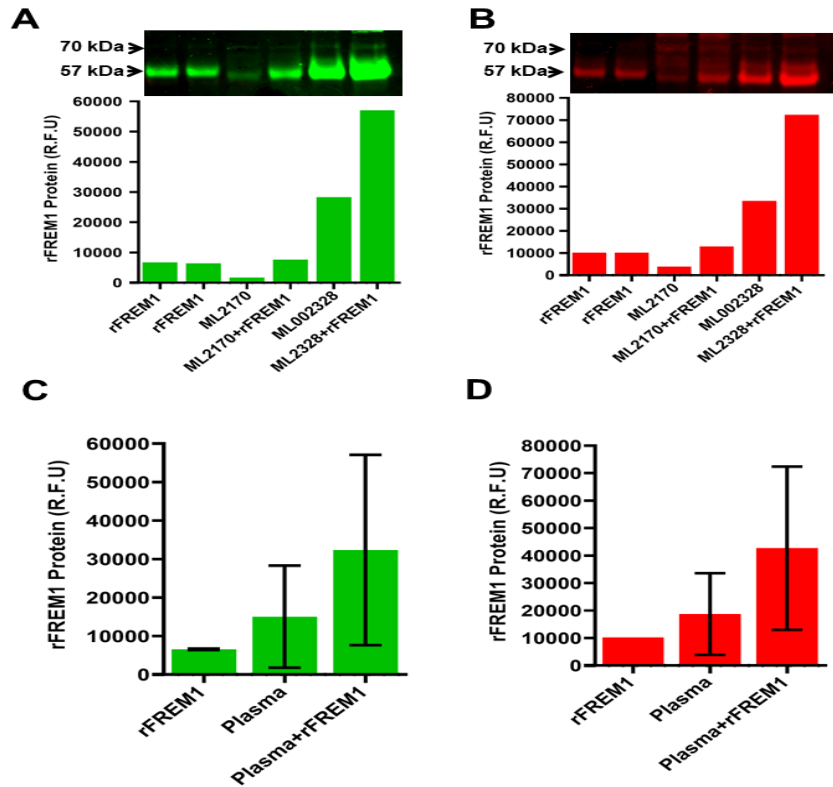 A
70 kDa
57 kDa
60000
50000
40000
30000
20000
10000
0
rFREM1 Protein (R.F.U)
rFREM1
rFREM1
ML2170
ML2170+rFREM1
ML002328
ML2328+rFREM1
B
70 kDa
57 kDa
80000
70000
60000
50000
40000
30000
20000
10000
0
rFREM1 Protein (R.F.U)
rFREM1
rFREM1
ML2170
ML2170+rFREM1
ML002328
ML2328+rFREM1
C
60000
50000
40000
30000
20000
10000
0
rFREM1 Protein (R.F.U)
rFREM1
Plasma
Plasma+rFREM1
D
80000
70000
60000
50000
40000
30000
20000
10000
0
rFREM1 Protein (R.F.U)
rFREM1
Plasma
Plasma+rFREM1